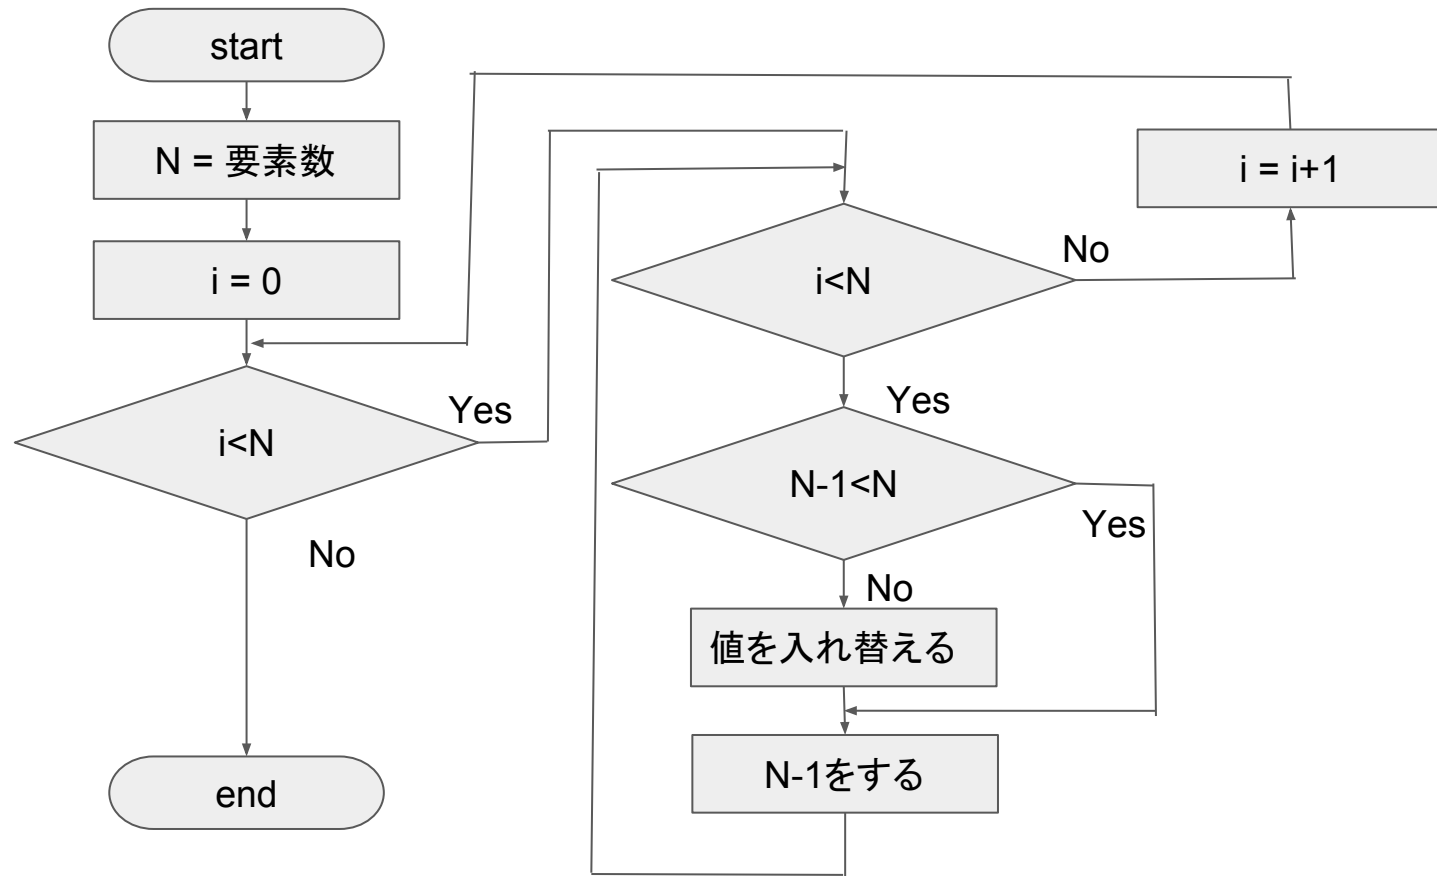 start
N = 要素数
i = 0
i<N
Yes
No
end
i<N
No
i = i+1
Yes
N-1<N
Yes
No
値を入れ替える
N-1をする